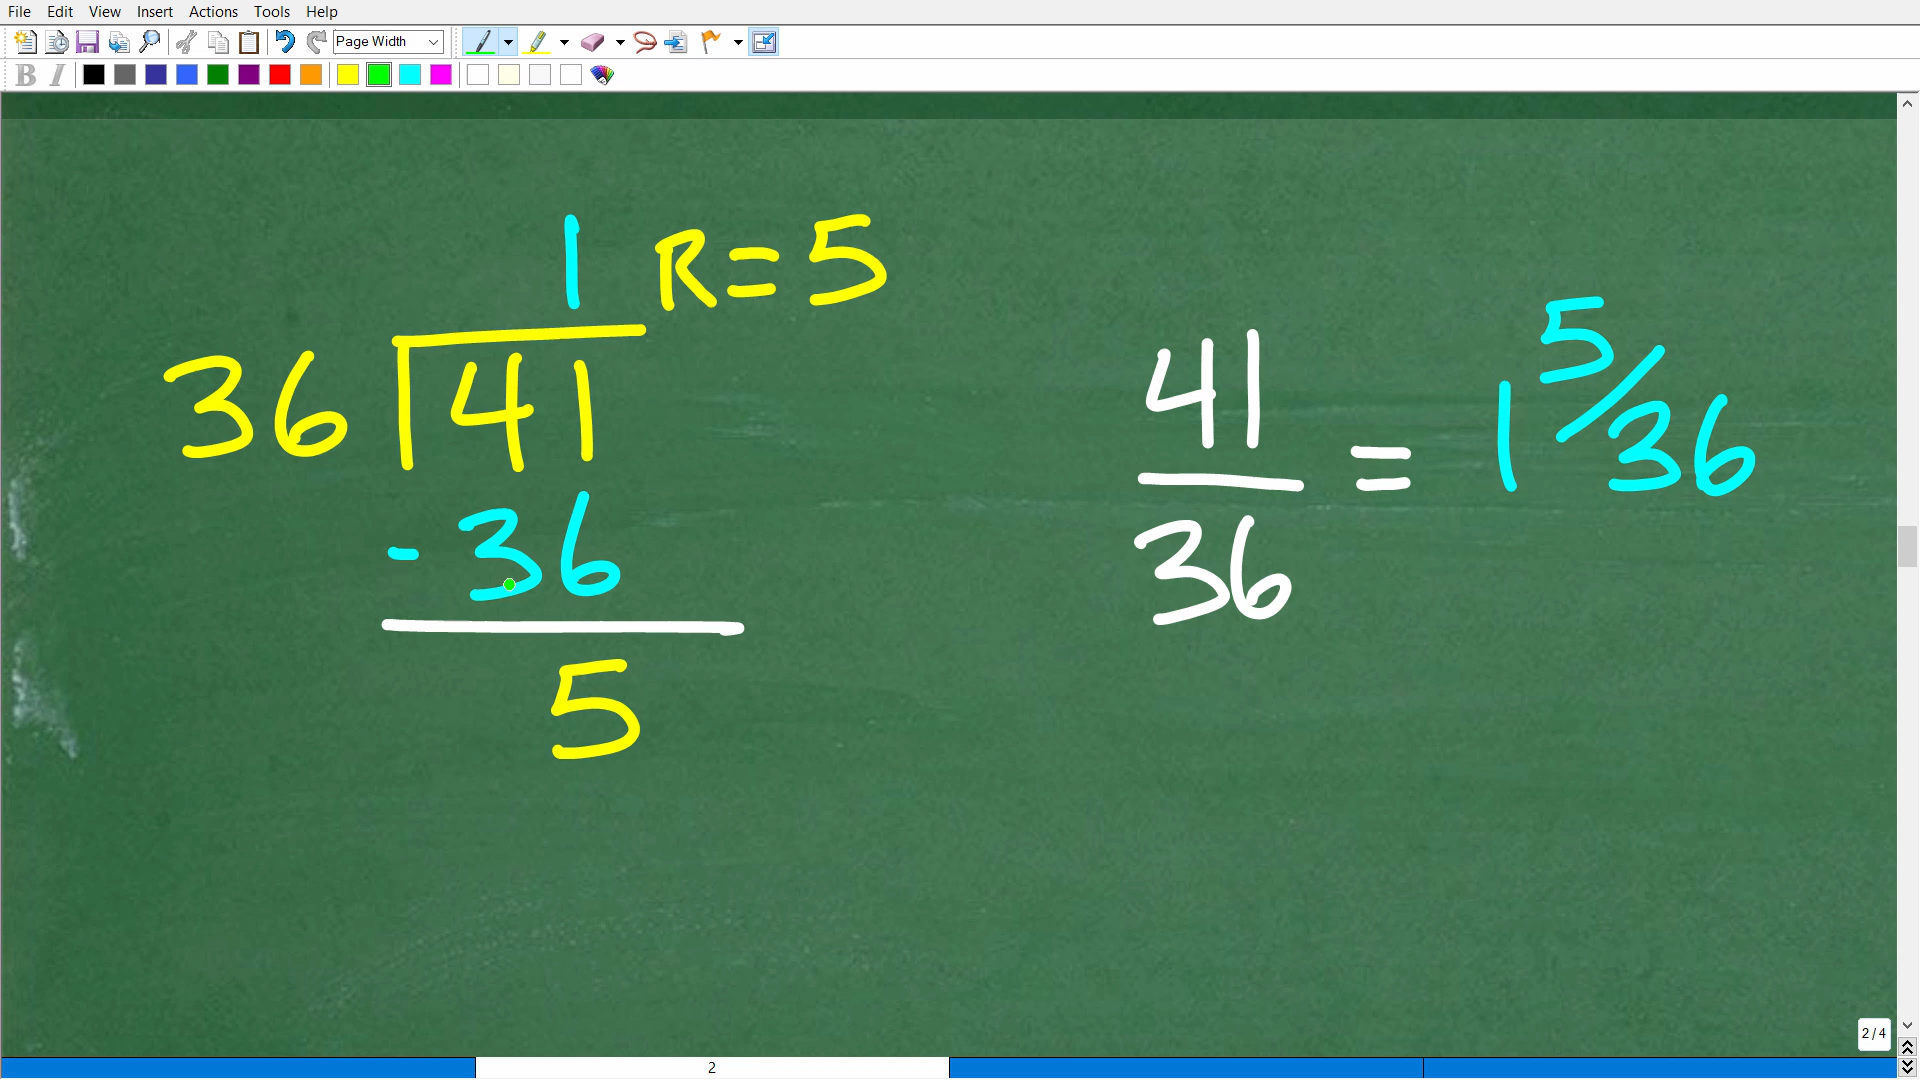 File Edit View Insert Actions Tools Help
Page Width
B I
1 R=5
36 41
-36
5
41/36 = 1 5/36
2 / 4
2